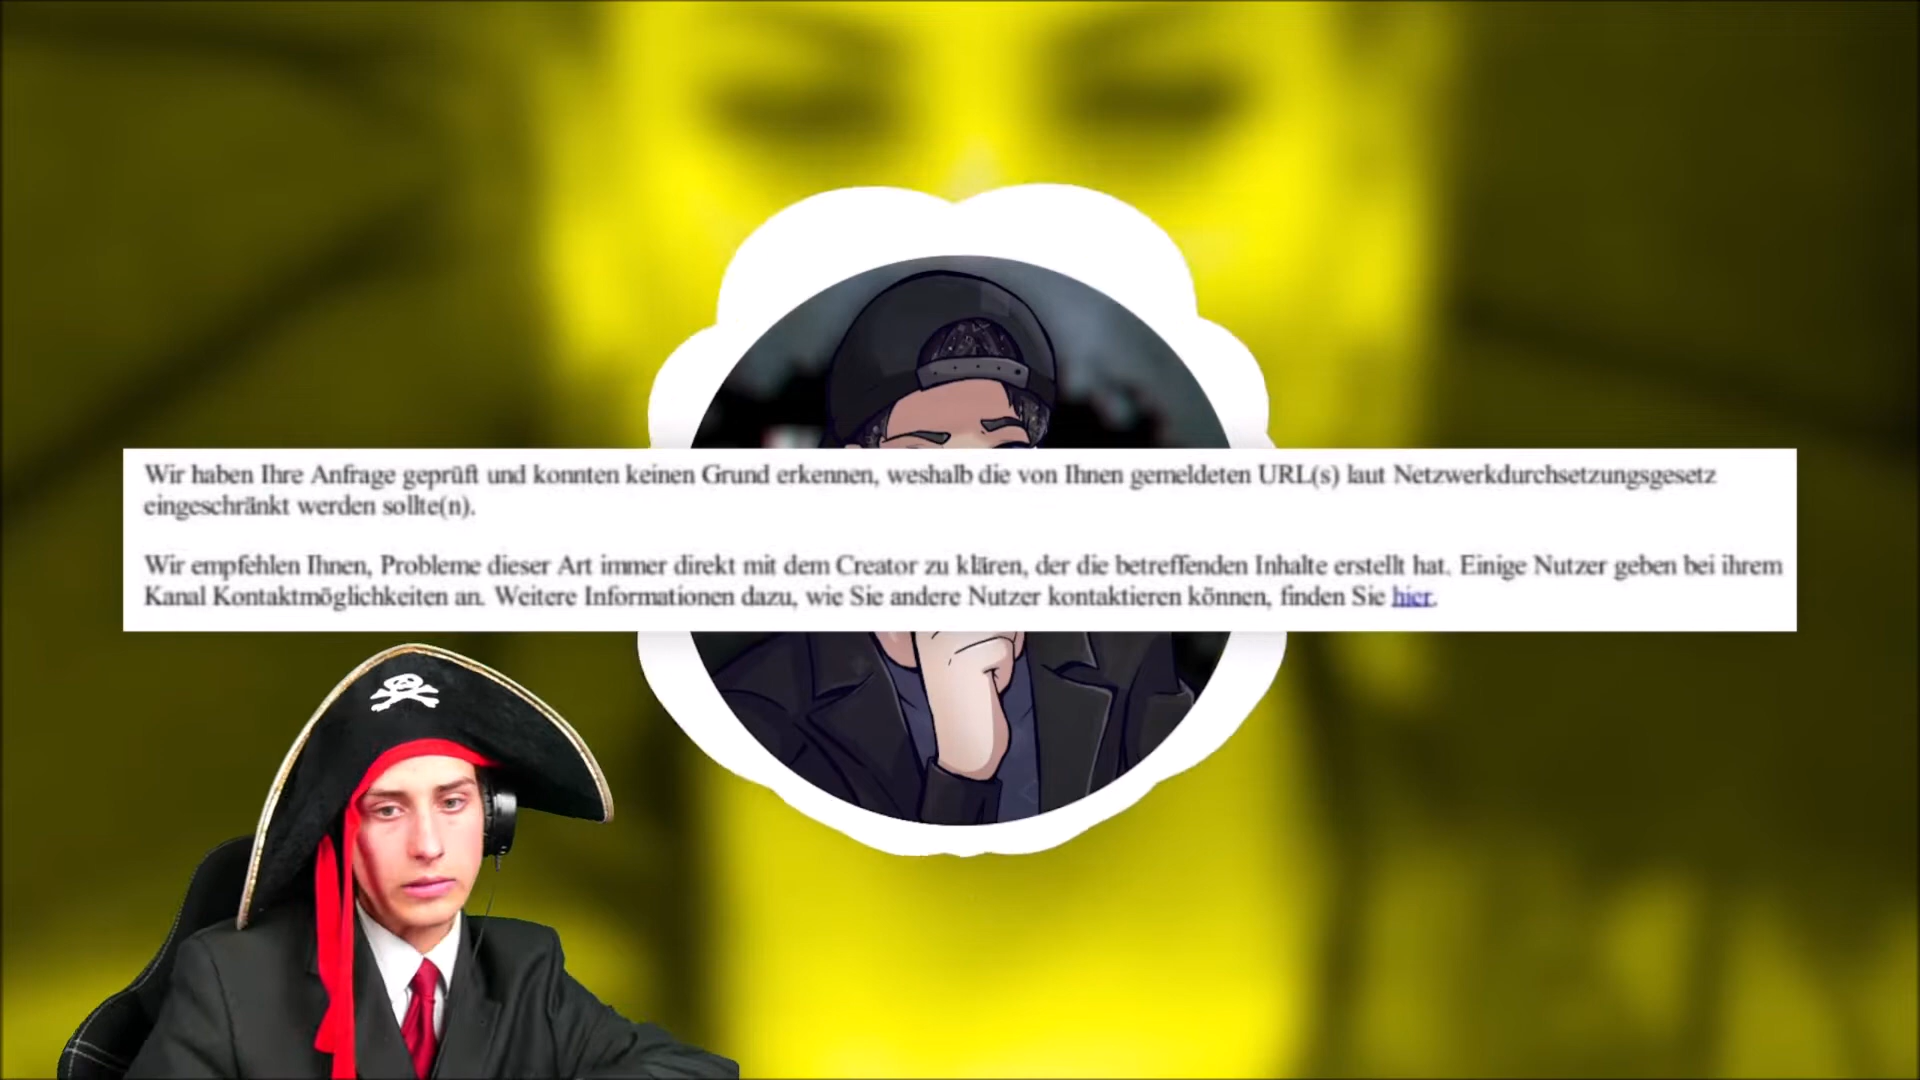 Wir haben Ihre Anfrage geprüft und konnten keinen Grund erkennen, weshalb die von Ihnen gemeldeten URL(s) laut Netzwerkdurchsetzungsgesetz
eingeschränkt werden sollte(n).
Wir empfehlen Ihnen, Probleme dieser Art immer direkt mit dem Creator zu klären, der die betreffenden Inhalte erstellt hat. Einige Nutzer geben bei ihrem
Kanal Kontaktmöglichkeiten an. Weitere Informationen dazu, wie Sie andere Nutzer kontaktieren können, finden Sie hier.